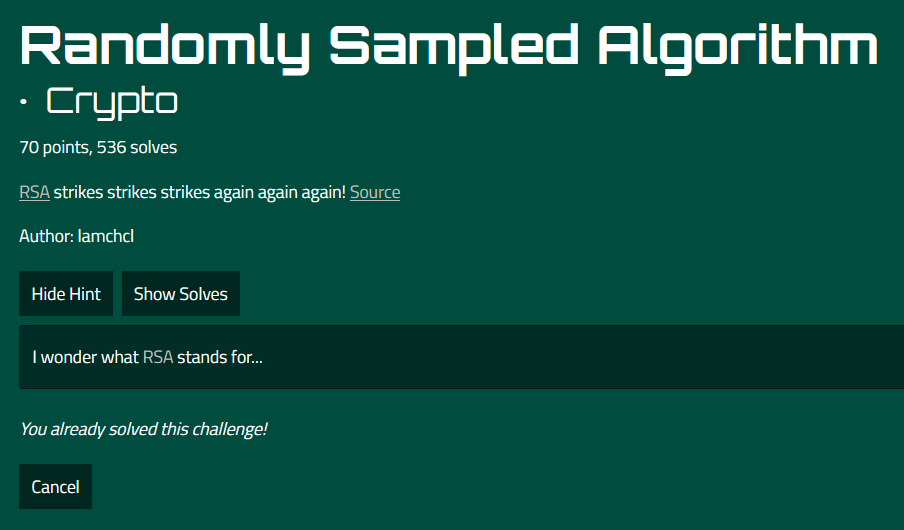 Randomly Sampled Algorithm
• Crypto
70 points, 536 solves
RSA strikes strikes strikes again again again! Source
Author: lamchcl
Hide Hint Show Solves
I wonder what RSA stands for...
You already solved this challenge!
Cancel